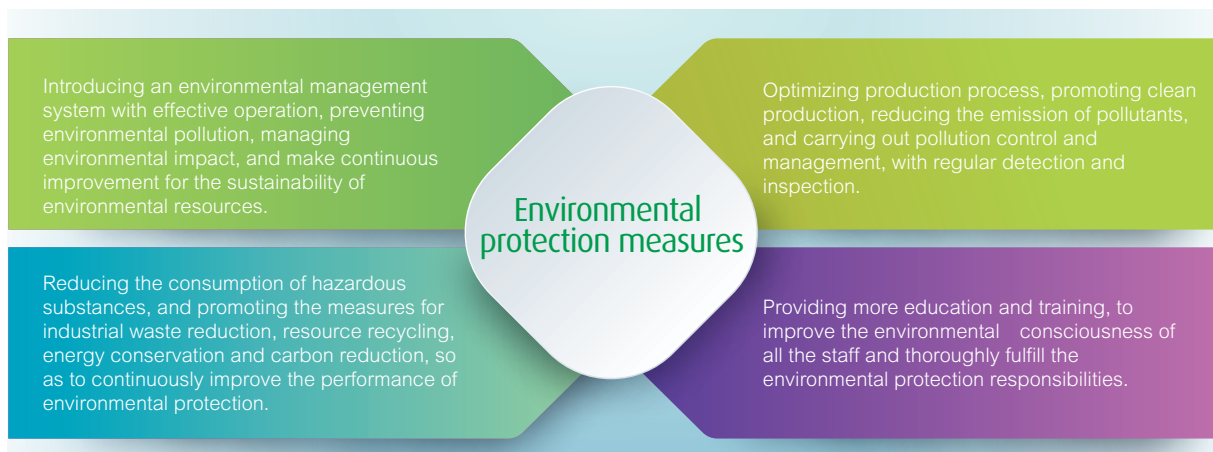 Introducing an environmental management
system with effective operation, preventing
environmental pollution, managing
environmental impact, and make continuous
improvement for the sustainability of
environmental resources.
Optimizing production process, promoting clean
production, reducing the emission of pollutants,
and carrying out pollution control and
management, with regular detection and
inspection.
Environmental
protection measures
Reducing the consumption of hazardous
substances, and promoting the measures for
industrial waste reduction, resource recycling,
energy conservation and carbon reduction, so
as to continuously improve the performance of
environmental protection.
Providing more education and training, to
improve the environmental consciousness of
all the staff and thoroughly fulfill the
environmental protection responsibilities.